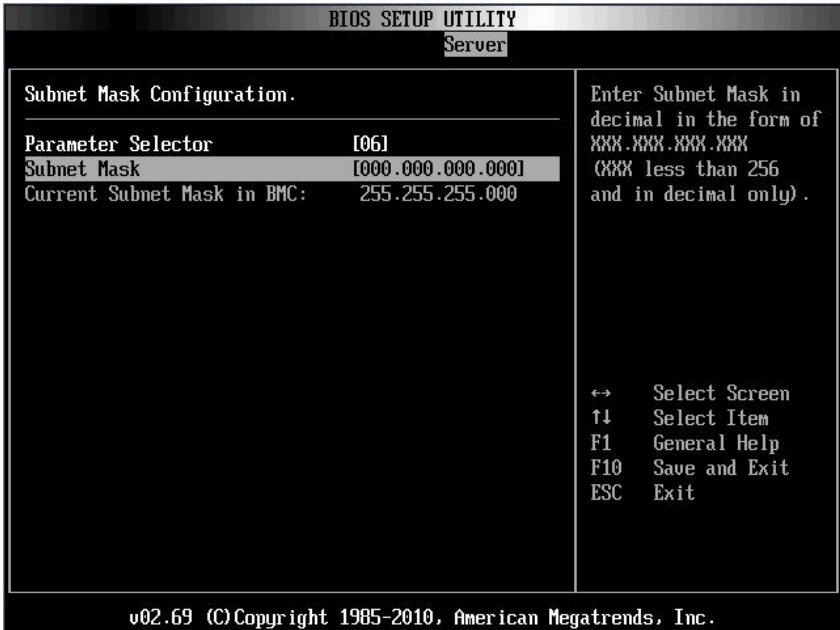 BIOS SETUP UTILITY
Server
Subnet Mask Configuration.
Parameter Selector [06]
Subnet Mask [000.000.000.000]
Current Subnet Mask in BMC: 255.255.255.000
Enter Subnet Mask in
decimal in the form of
XXX.XXX.XXX.XXX
(XXX less than 256
and in decimal only).
↔ Select Screen
↑↓ Select Item
F1 General Help
F10 Save and Exit
ESC Exit
v02.69 (C)Copyright 1985-2010, American Megatrends, Inc.